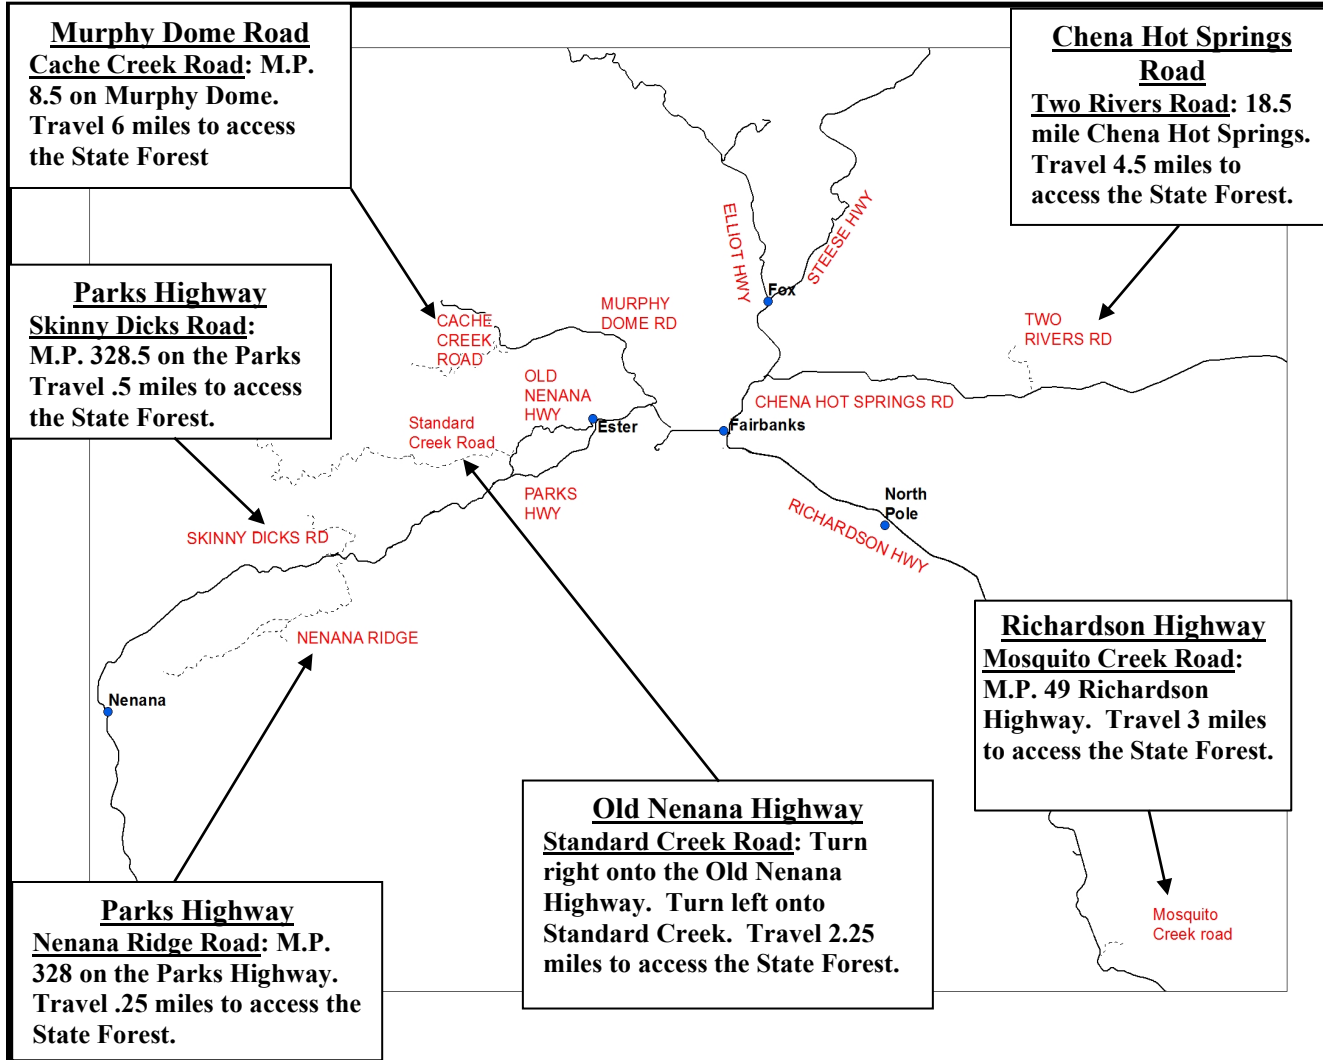 Murphy Dome Road
Cache Creek Road: M.P.
8.5 on Murphy Dome.
Travel 6 miles to access
the State Forest
Chena Hot Springs
Road
Two Rivers Road: 18.5
mile Chena Hot Springs.
Travel 4.5 miles to
access the State Forest.
ELLIOT HWY
STEESE HWY
Fox
Parks Highway
Skinny Dicks Road:
M.P. 328.5 on the Parks
Travel .5 miles to access
the State Forest.
CACHE
CREEK
ROAD
MURPHY
DOME RD
TWO
RIVERS RD
OLD
NENANA
HWY
CHENA HOT SPRINGS RD
Standard
Creek Road
Ester
Fairbanks
PARKS
HWY
North
Pole
RICHARDSON HWY
SKINNY DICKS RD
NENANA RIDGE
Nenana
Richardson Highway
Mosquito Creek Road:
M.P. 49 Richardson
Highway. Travel 3 miles
to access the State Forest.
Old Nenana Highway
Standard Creek Road: Turn
right onto the Old Nenana
Highway. Turn left onto
Standard Creek. Travel 2.25
miles to access the State Forest.
Parks Highway
Nenana Ridge Road: M.P.
328 on the Parks Highway.
Travel .25 miles to access the
State Forest.
Mosquito
Creek road